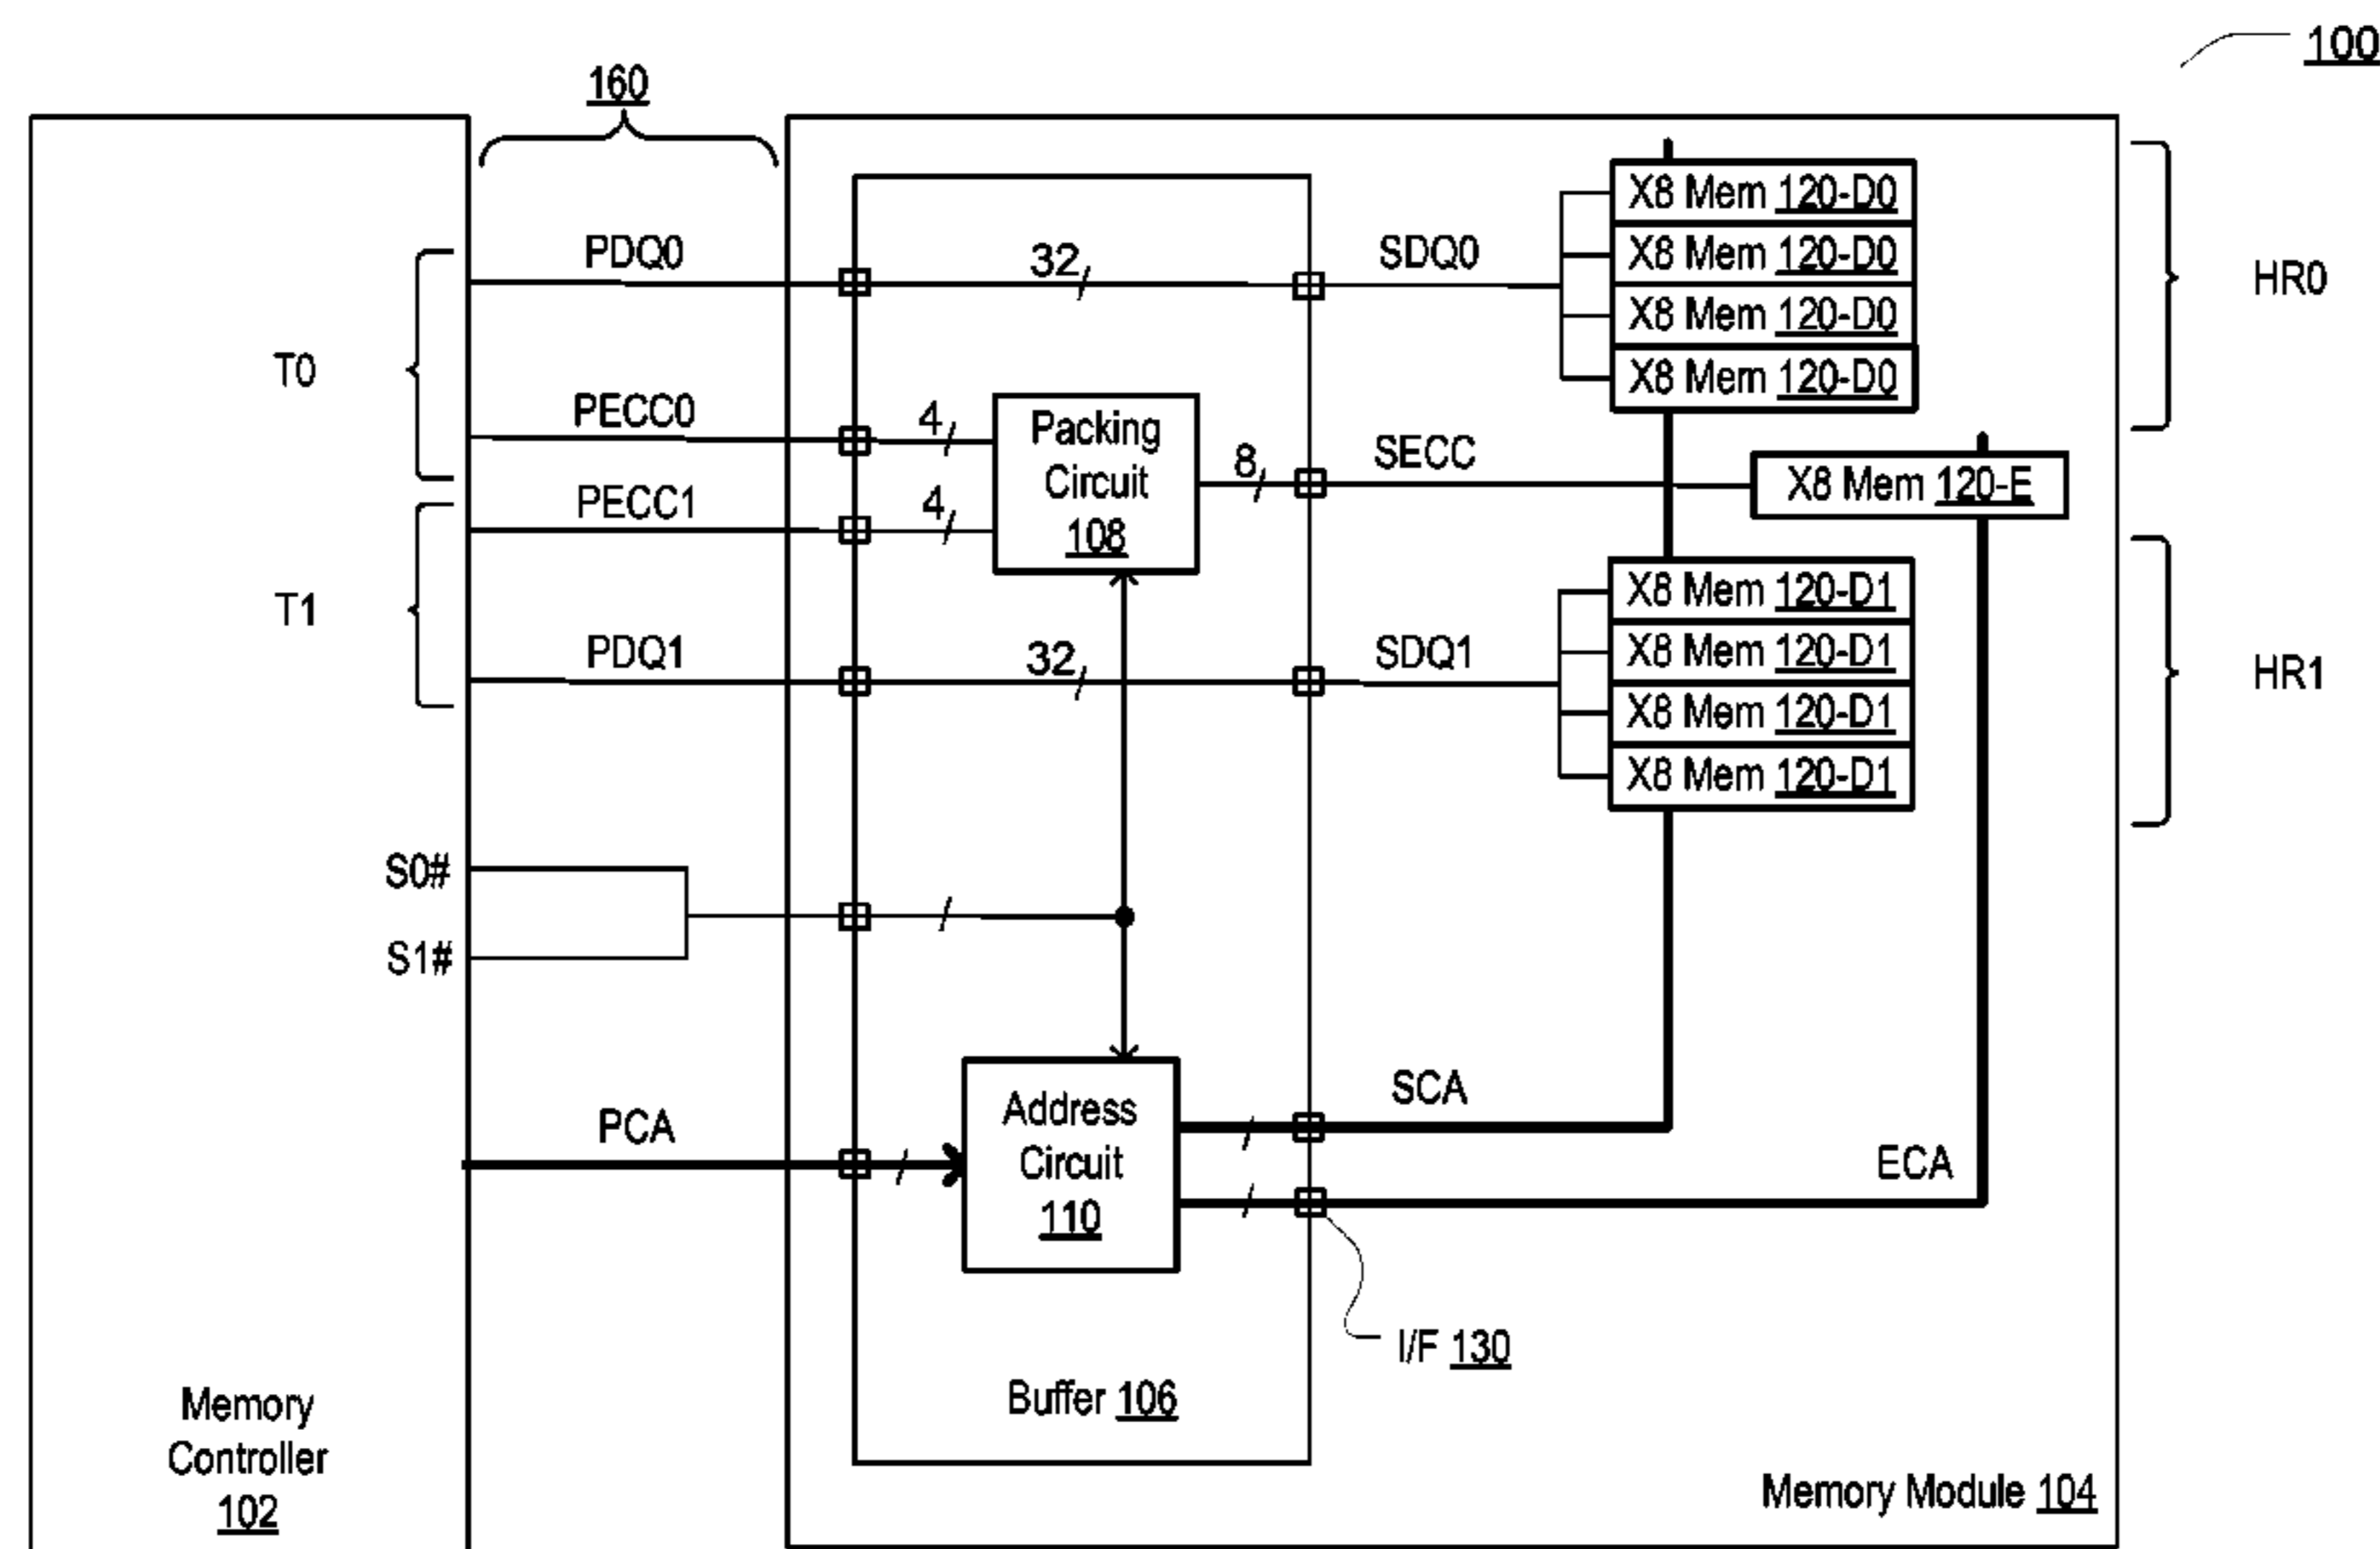 100
160
X8 Mem 120-D0
PDQ0
32
SDQ0
X8 Mem 120-D0
HR0
X8 Mem 120-D0
T0
X8 Mem 120-D0
PECC0
4
Packing
Circuit
108
8
SECC
X8 Mem 120-E
PECC1
4
T1
X8 Mem 120-D1
PDQ1
32
SDQ1
X8 Mem 120-D1
HR1
X8 Mem 120-D1
X8 Mem 120-D1
S0#
S1#
PCA
Address
Circuit
110
SCA
ECA
I/F 130
Buffer 106
Memory
Controller
102
Memory Module 104